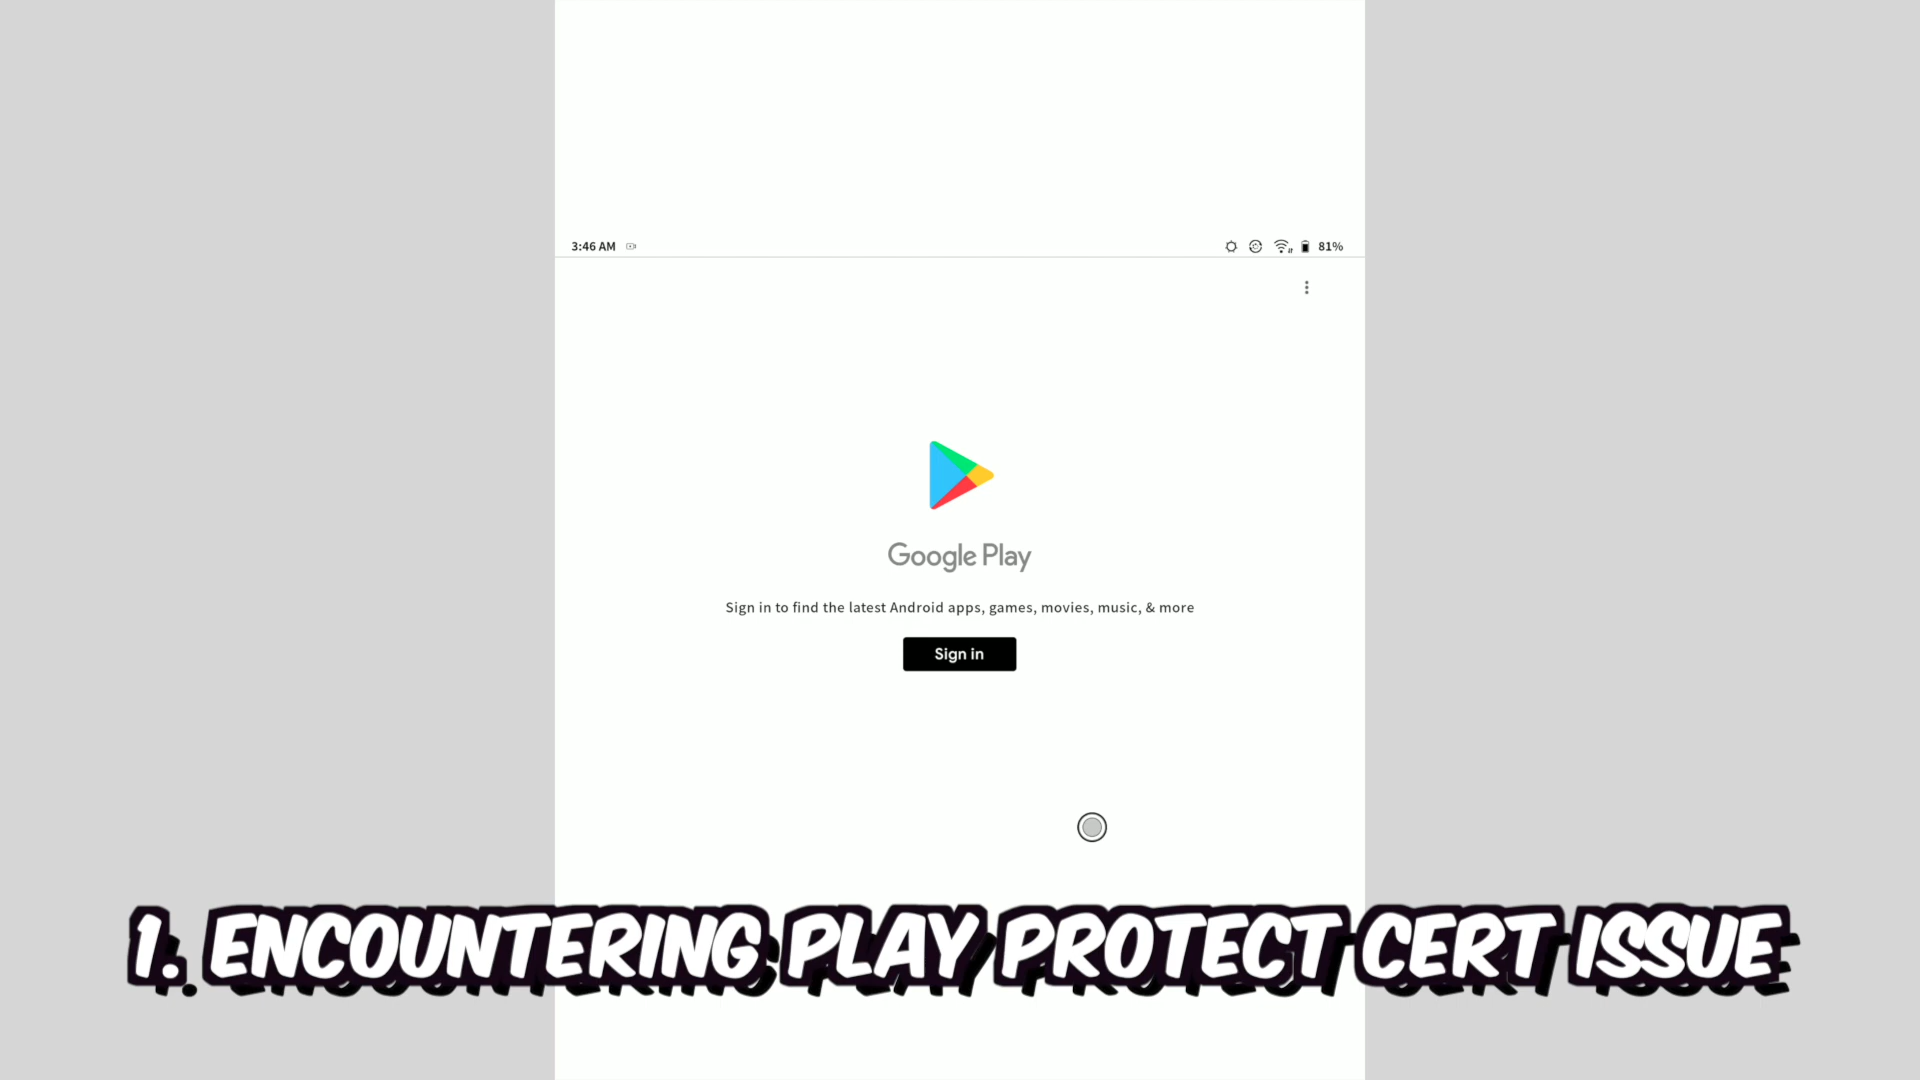 3:46 AM
81%
Google Play
Sign in to find the latest Android apps, games, movies, music, & more
Sign in
1. ENCOUNTERING PLAY PROTECT CERT ISSUE